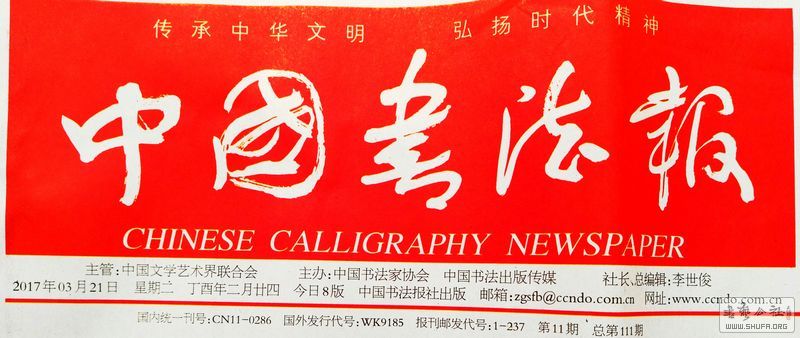 传承中华文明 弘扬时代精神
中國書法報
CHINESE CALLIGRAPHY NEWSPAPER
主管:中国文学艺术界联合会 主办:中国书法家协会 中国书法出版传媒 社长、总编辑:李世俊
2017年03月21日 星期二 丁酉年二月廿四 今日8版 中国书法报社出版 邮箱:zgsfb@ccndo.com.cn 网址:www.ccndo.com.cn
国内统一刊号:CN11-0286 国外发行代号:WK9185 报刊邮发代号:1-237 第11期 总第111期
WWW.SHUFA.ORG